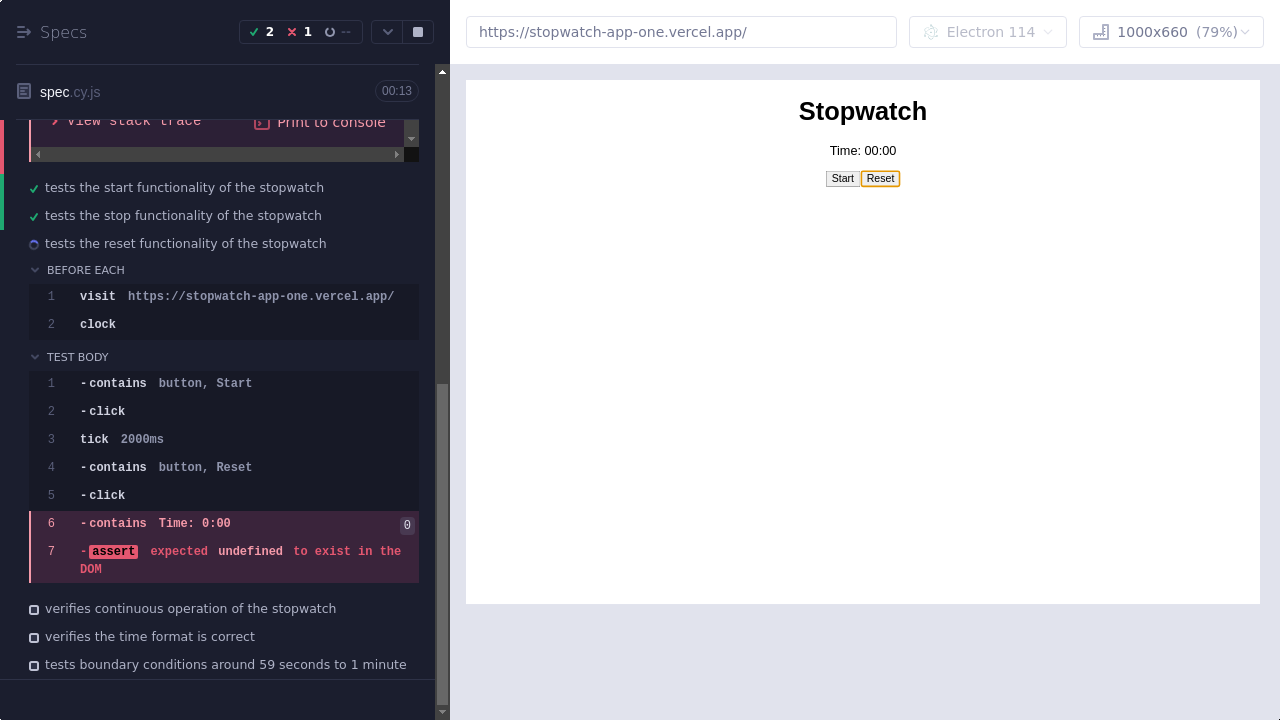 Specs
2
1
--
spec.cy.js
00:13
View stack trace
Print to console
tests the start functionality of the stopwatch
tests the stop functionality of the stopwatch
tests the reset functionality of the stopwatch
BEFORE EACH
1 visit https://stopwatch-app-one.vercel.app/
2 clock
TEST BODY
1 -contains button, Start
2 -click
3 tick 2000ms
4 -contains button, Reset
5 -click
6 -contains Time: 0:00 0
7 -assert expected undefined to exist in the
DOM
verifies continuous operation of the stopwatch
verifies the time format is correct
tests boundary conditions around 59 seconds to 1 minute
https://stopwatch-app-one.vercel.app/
Electron 114
1000x660 (79%)
Stopwatch
Time: 00:00
Start Reset